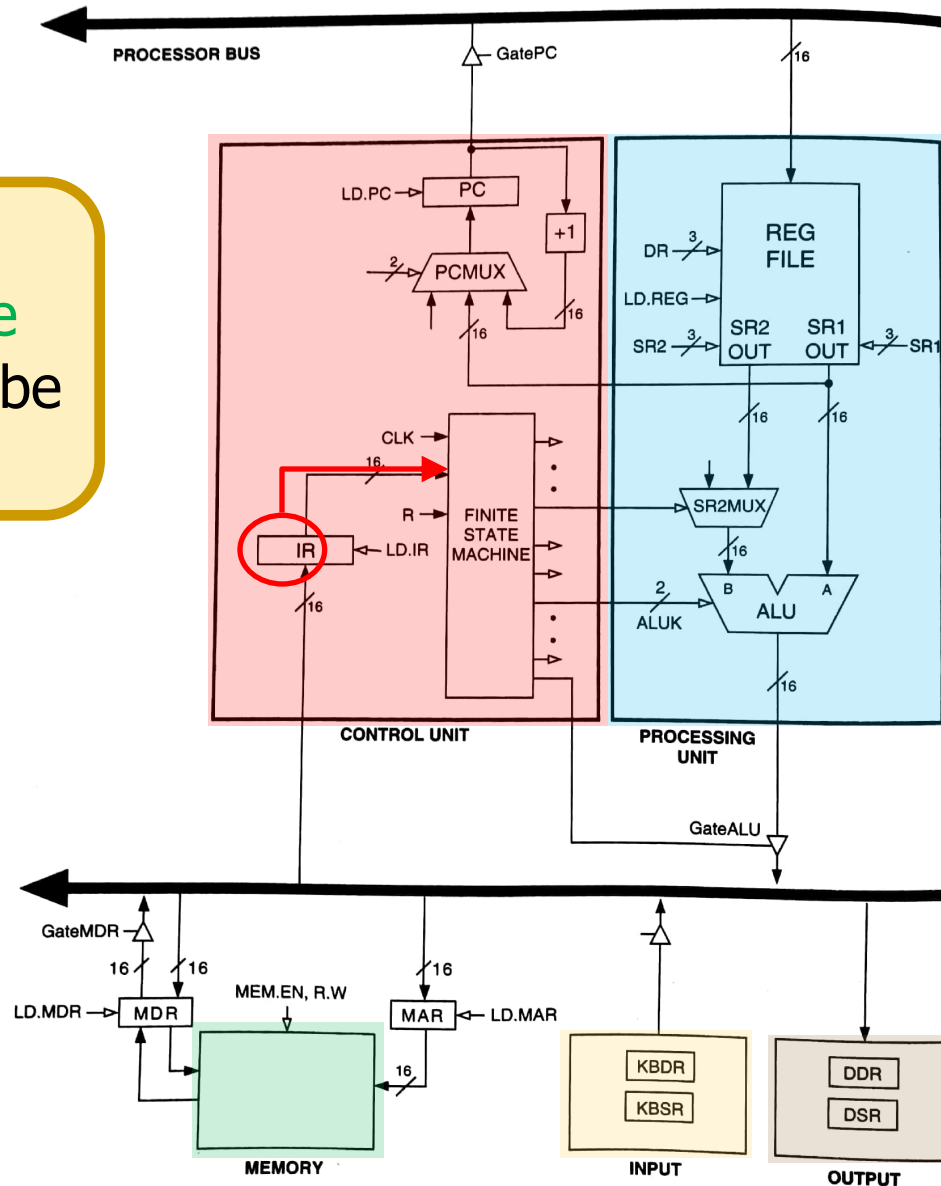 PROCESSOR BUS
GatePC
16
e
be
LD.PC
PC
+1
2
PCMUX
16
16
REG
FILE
DR
3
LD.REG
SR2
3
SR2
OUT
SR1
OUT
3
SR1
16
16
CLK
16
R
FINITE
STATE
MACHINE
IR
LD.IR
16
SR2MUX
16
B
A
ALU
2
ALUK
16
CONTROL UNIT
PROCESSING
UNIT
GateALU
GateMDR
16
16
16
LD.MDR
MDR
MEM.EN, R.W
MAR
LD.MAR
16
KBDR
KBSR
DDR
DSR
MEMORY
INPUT
OUTPUT